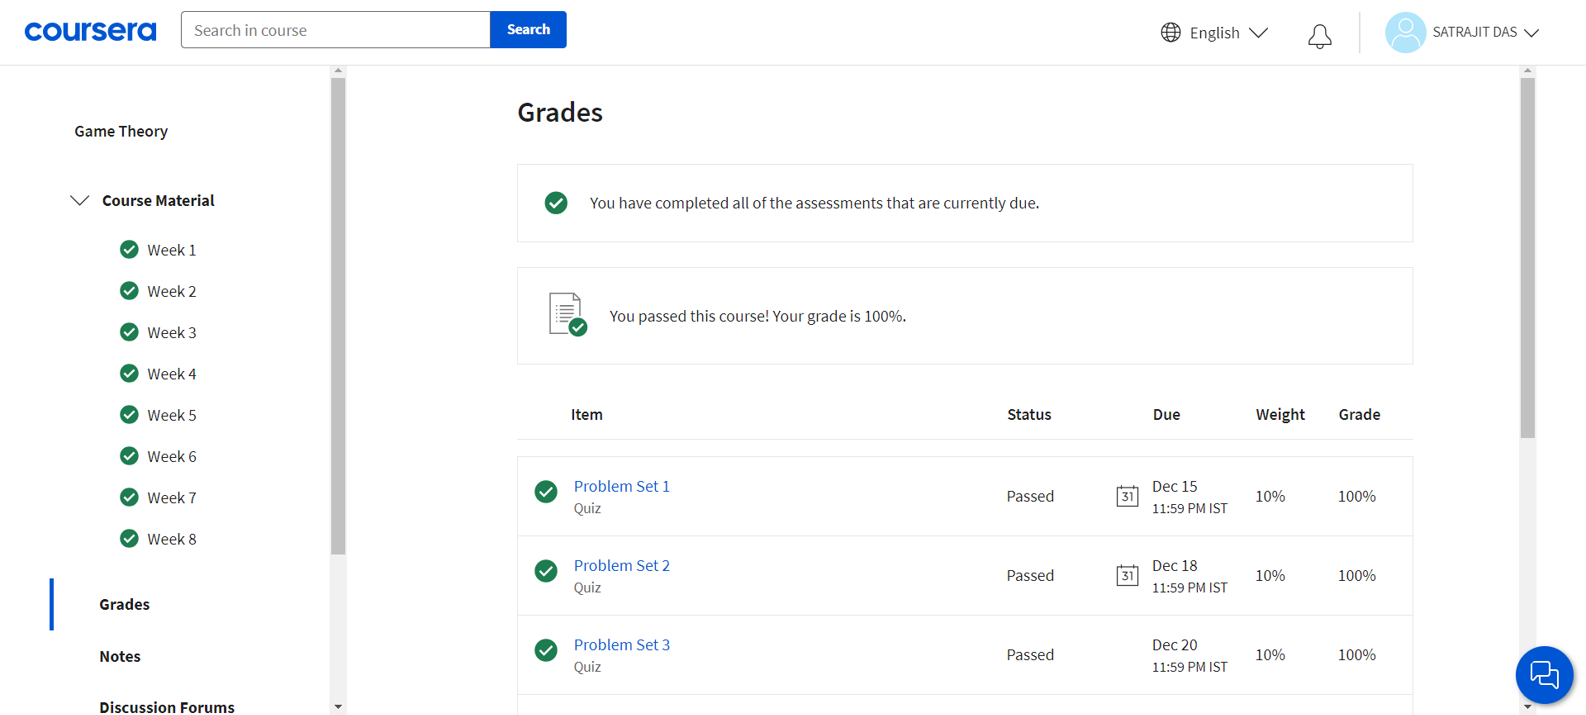 coursera
Search in course
Search
English
SATRAJIT DAS
Game Theory
Course Material
Week 1
Week 2
Week 3
Week 4
Week 5
Week 6
Week 7
Week 8
Grades
Notes
Discussion Forums
Grades
You have completed all of the assessments that are currently due.
You passed this course! Your grade is 100%.
Item Status Due Weight Grade
Problem Set 1
Quiz
Passed
31
Dec 15
11:59 PM IST
10%
100%
Problem Set 2
Quiz
Passed
31
Dec 18
11:59 PM IST
10%
100%
Problem Set 3
Quiz
Passed
Dec 20
11:59 PM IST
10%
100%